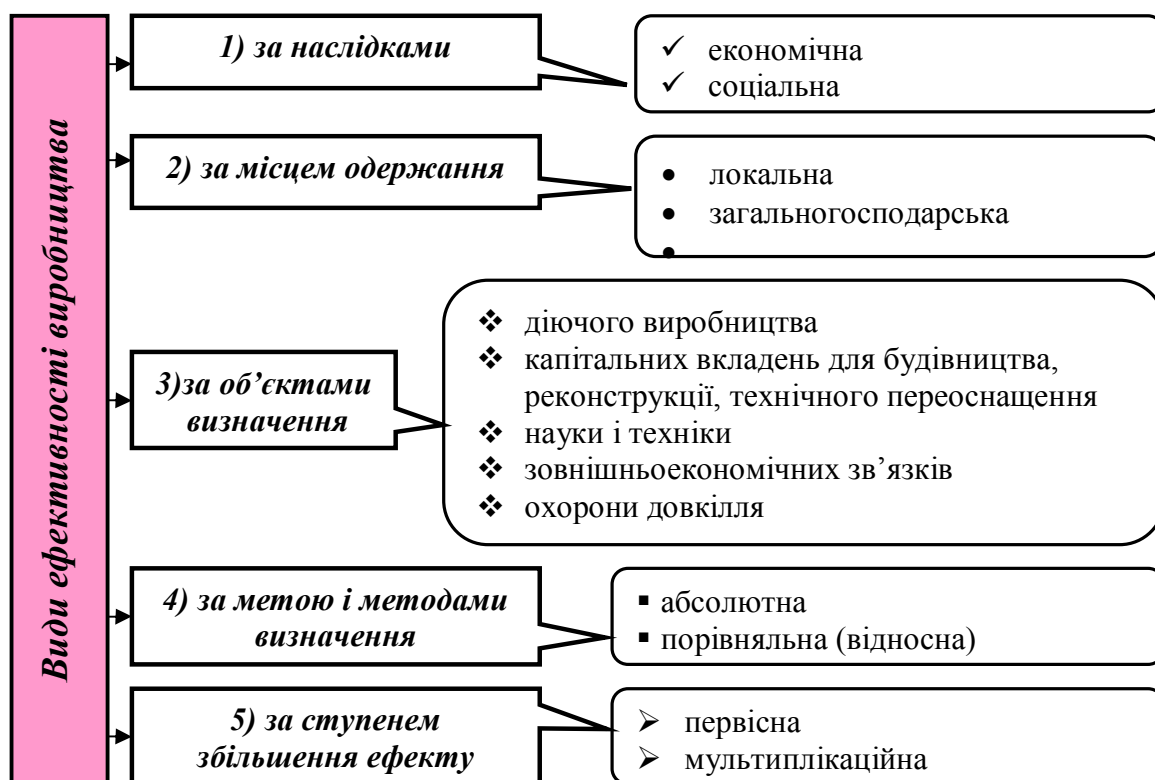 Види ефективності виробництва
1) за наслідками
✓ економічна
✓ соціальна
2) за місцем одержання
• локальна
• загальногосподарська
•
3)за об’єктами
визначення
❖ діючого виробництва
❖ капітальних вкладень для будівництва,
реконструкції, технічного переоснащення
❖ науки і техніки
❖ зовнішньоекономічних зв’язків
❖ охорони довкілля
4) за метою і методами
визначення
▪ абсолютна
▪ порівняльна (відносна)
5) за ступенем
збільшення ефекту
➢ первісна
➢ мультиплікаційна